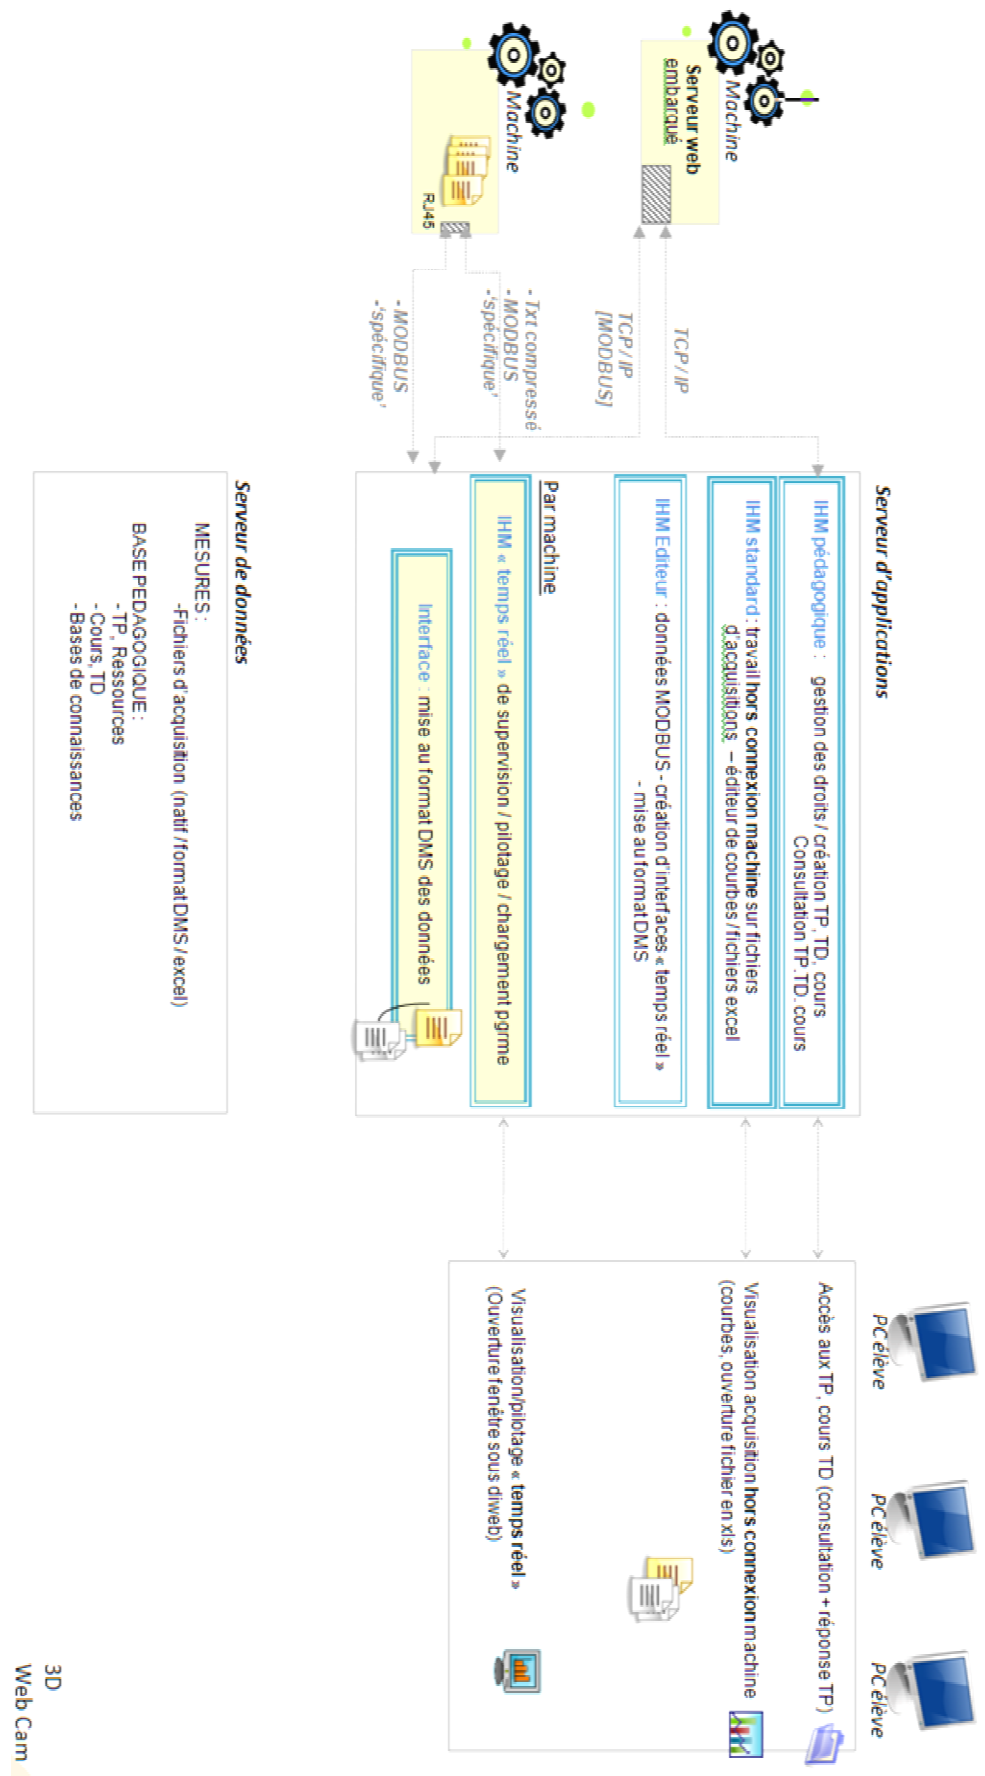 Machine
Serveur web
embarqué
Machine
RJ45
TCP / IP
TCP / IP
[MODBUS]
- Txt compressé
- MODBUS
-‘spécifique’
- MODBUS
-‘spécifique’
Serveur d’applications
IHM pédagogique : gestion des droits / création TP, TD, cours
Consultation TP.TD. cours
IHM standard : travail hors connexion machine sur fichiers
d’acquisitions – éditeur de courbes / fichiers excel
IHM Editeur : données MODBUS - création d’interfaces « temps réel »
- mise au format DMS
Par machine
IHM « temps réel » de supervision / pilotage / chargement pgrme
Interface : mise au format DMS des données
Serveur de données
MESURES :
-Fichiers d’acquisition (natif / format DMS / excel)
BASE PEDAGOGIQUE :
- TP, Ressources
- Cours, TD
- Bases de connaissances
PC élève
PC élève
PC élève
Accès aux TP, cours TD (consultation + réponse TP)
Visualisation acquisition hors connexion machine
(courbes, ouverture fichier en xls)
Visualisation/pilotage « temps réel »
(Ouverture fenêtre sous diweb)
3D
Web Cam